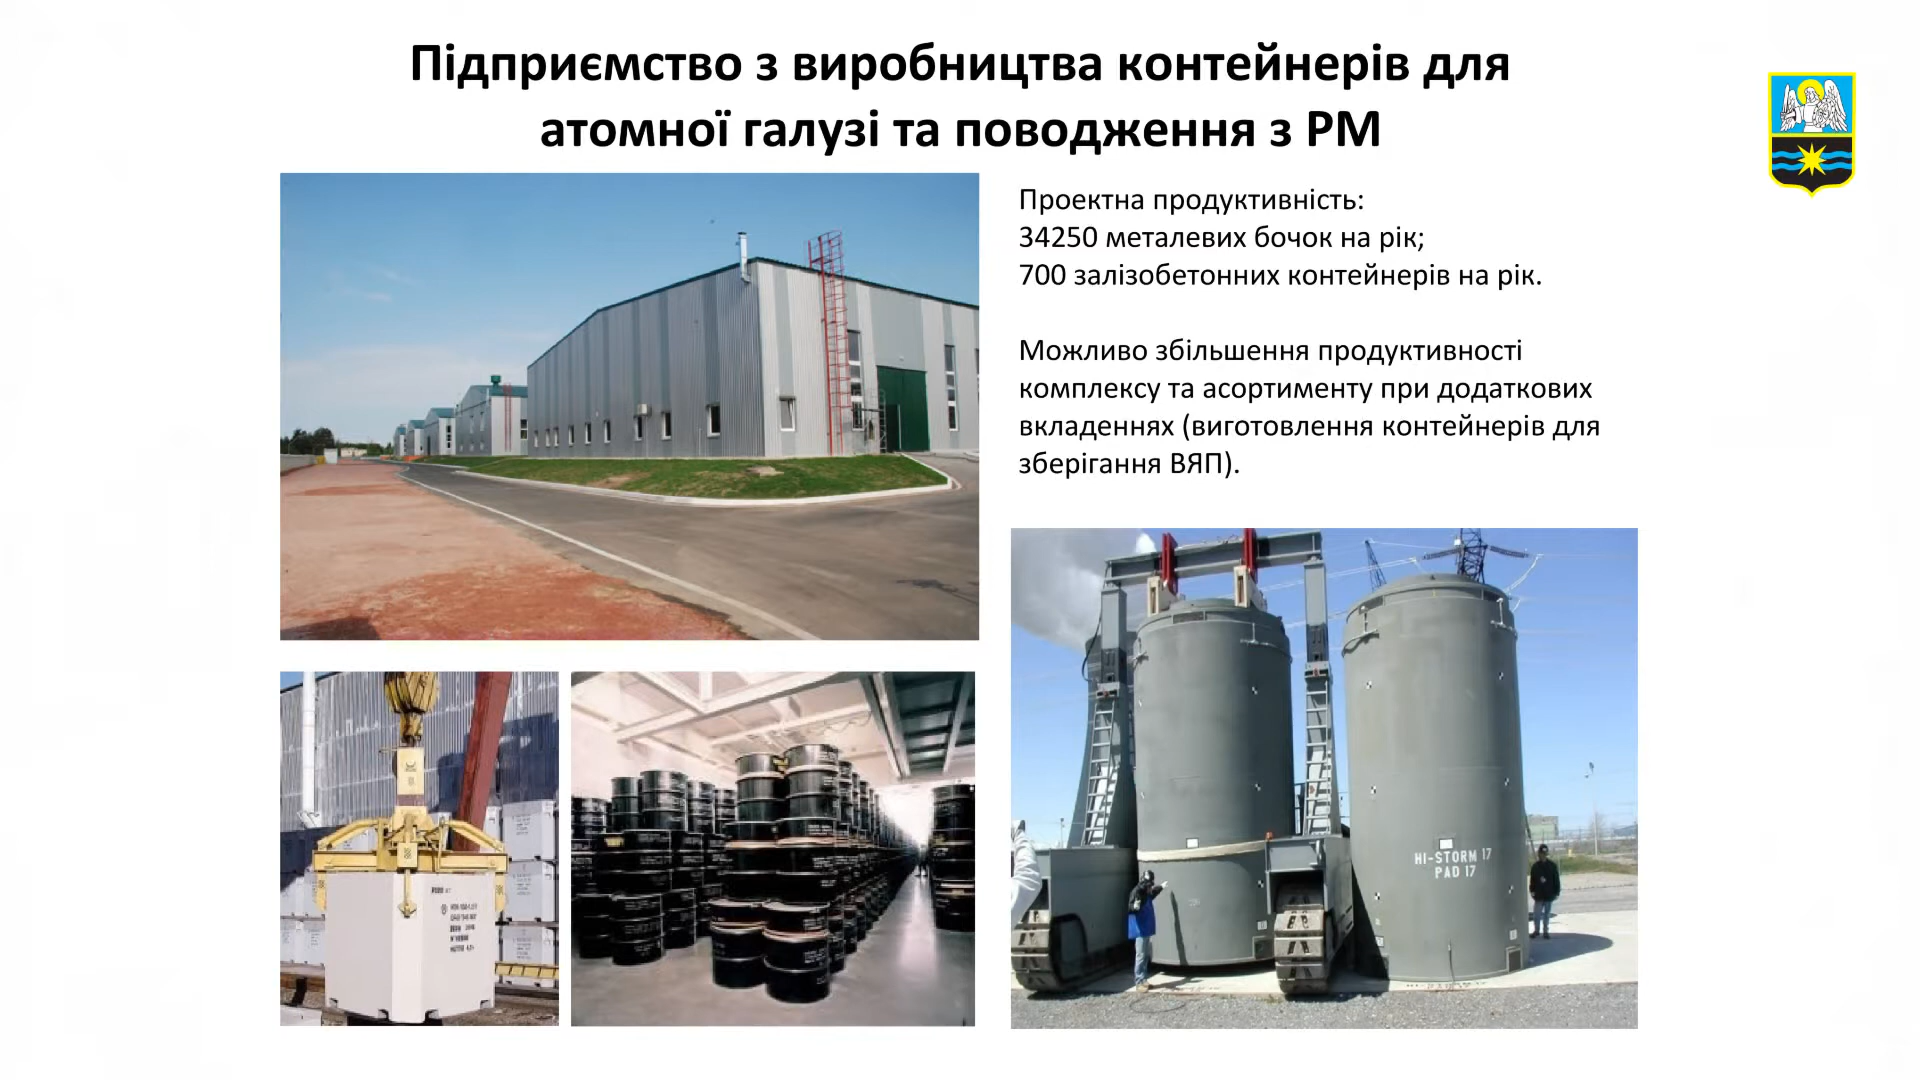 Підприємство з виробництва контейнерів для
атомної галузі та поводження з РМ
Проектна продуктивність:
34250 металевих бочок на рік;
700 залізобетонних контейнерів на рік.
Можливо збільшення продуктивності
комплексу та асортименту при додаткових
вкладеннях (виготовлення контейнерів для
зберігання ВЯП).
HI-STORM 17
PAD 17